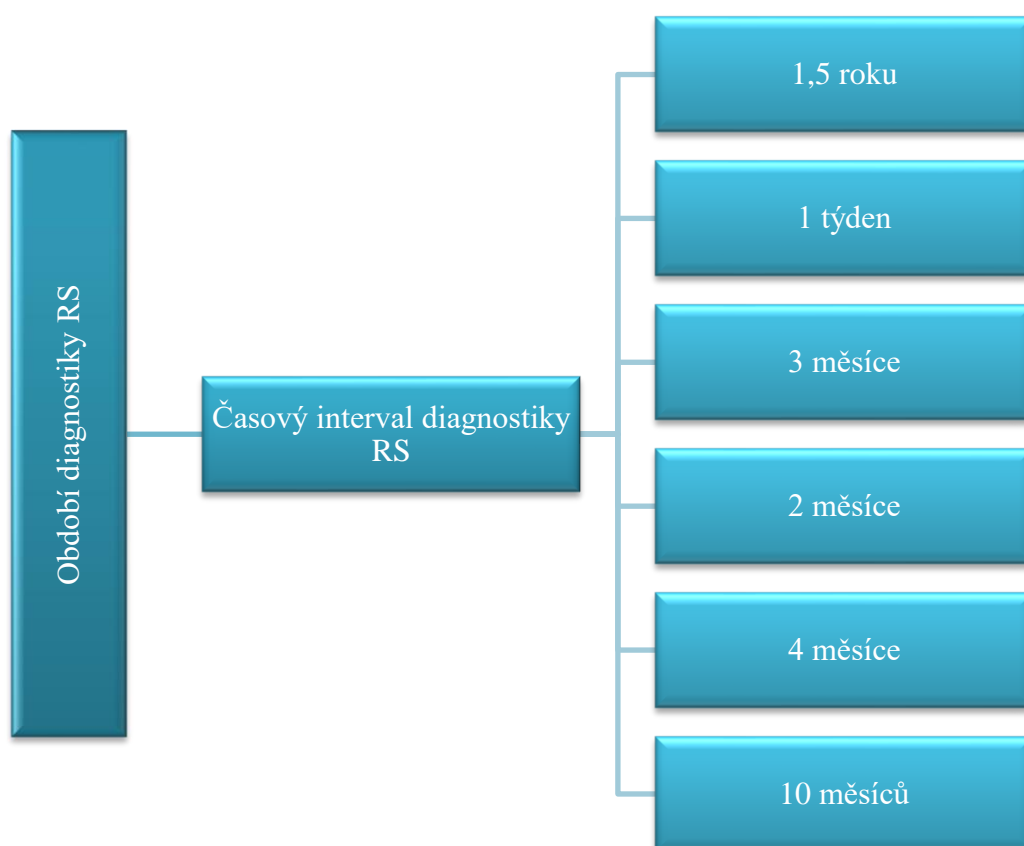 Období diagnostiky RS
Časový interval diagnostiky
RS
1,5 roku
1 týden
3 měsíce
2 měsíce
4 měsíce
10 měsíců